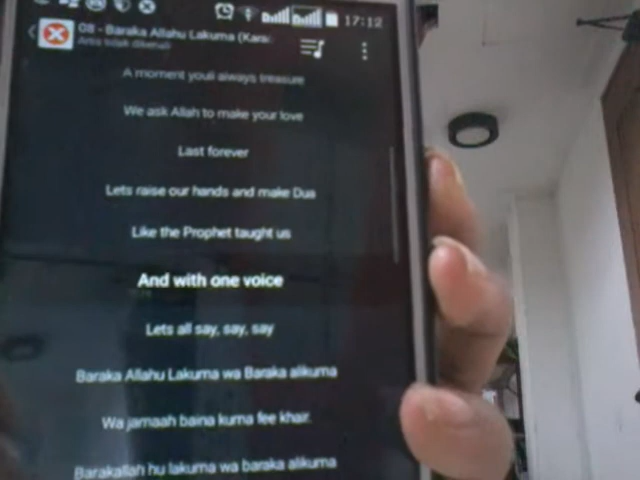 17:12
08 - Baraka Allahu Lakuma (Kara
Artis tidak diketahui
A moment youll always treasure
We ask Allah to make your love
Last forever
Lets raise our hands and make Dua
Like the Prophet taught us
And with one voice
Lets all say, say, say
Baraka Allahu Lakuma wa Baraka alikuma
Wa jamaah baina kuma fee khair.
Barakallah hu lakuma wa baraka alikuma